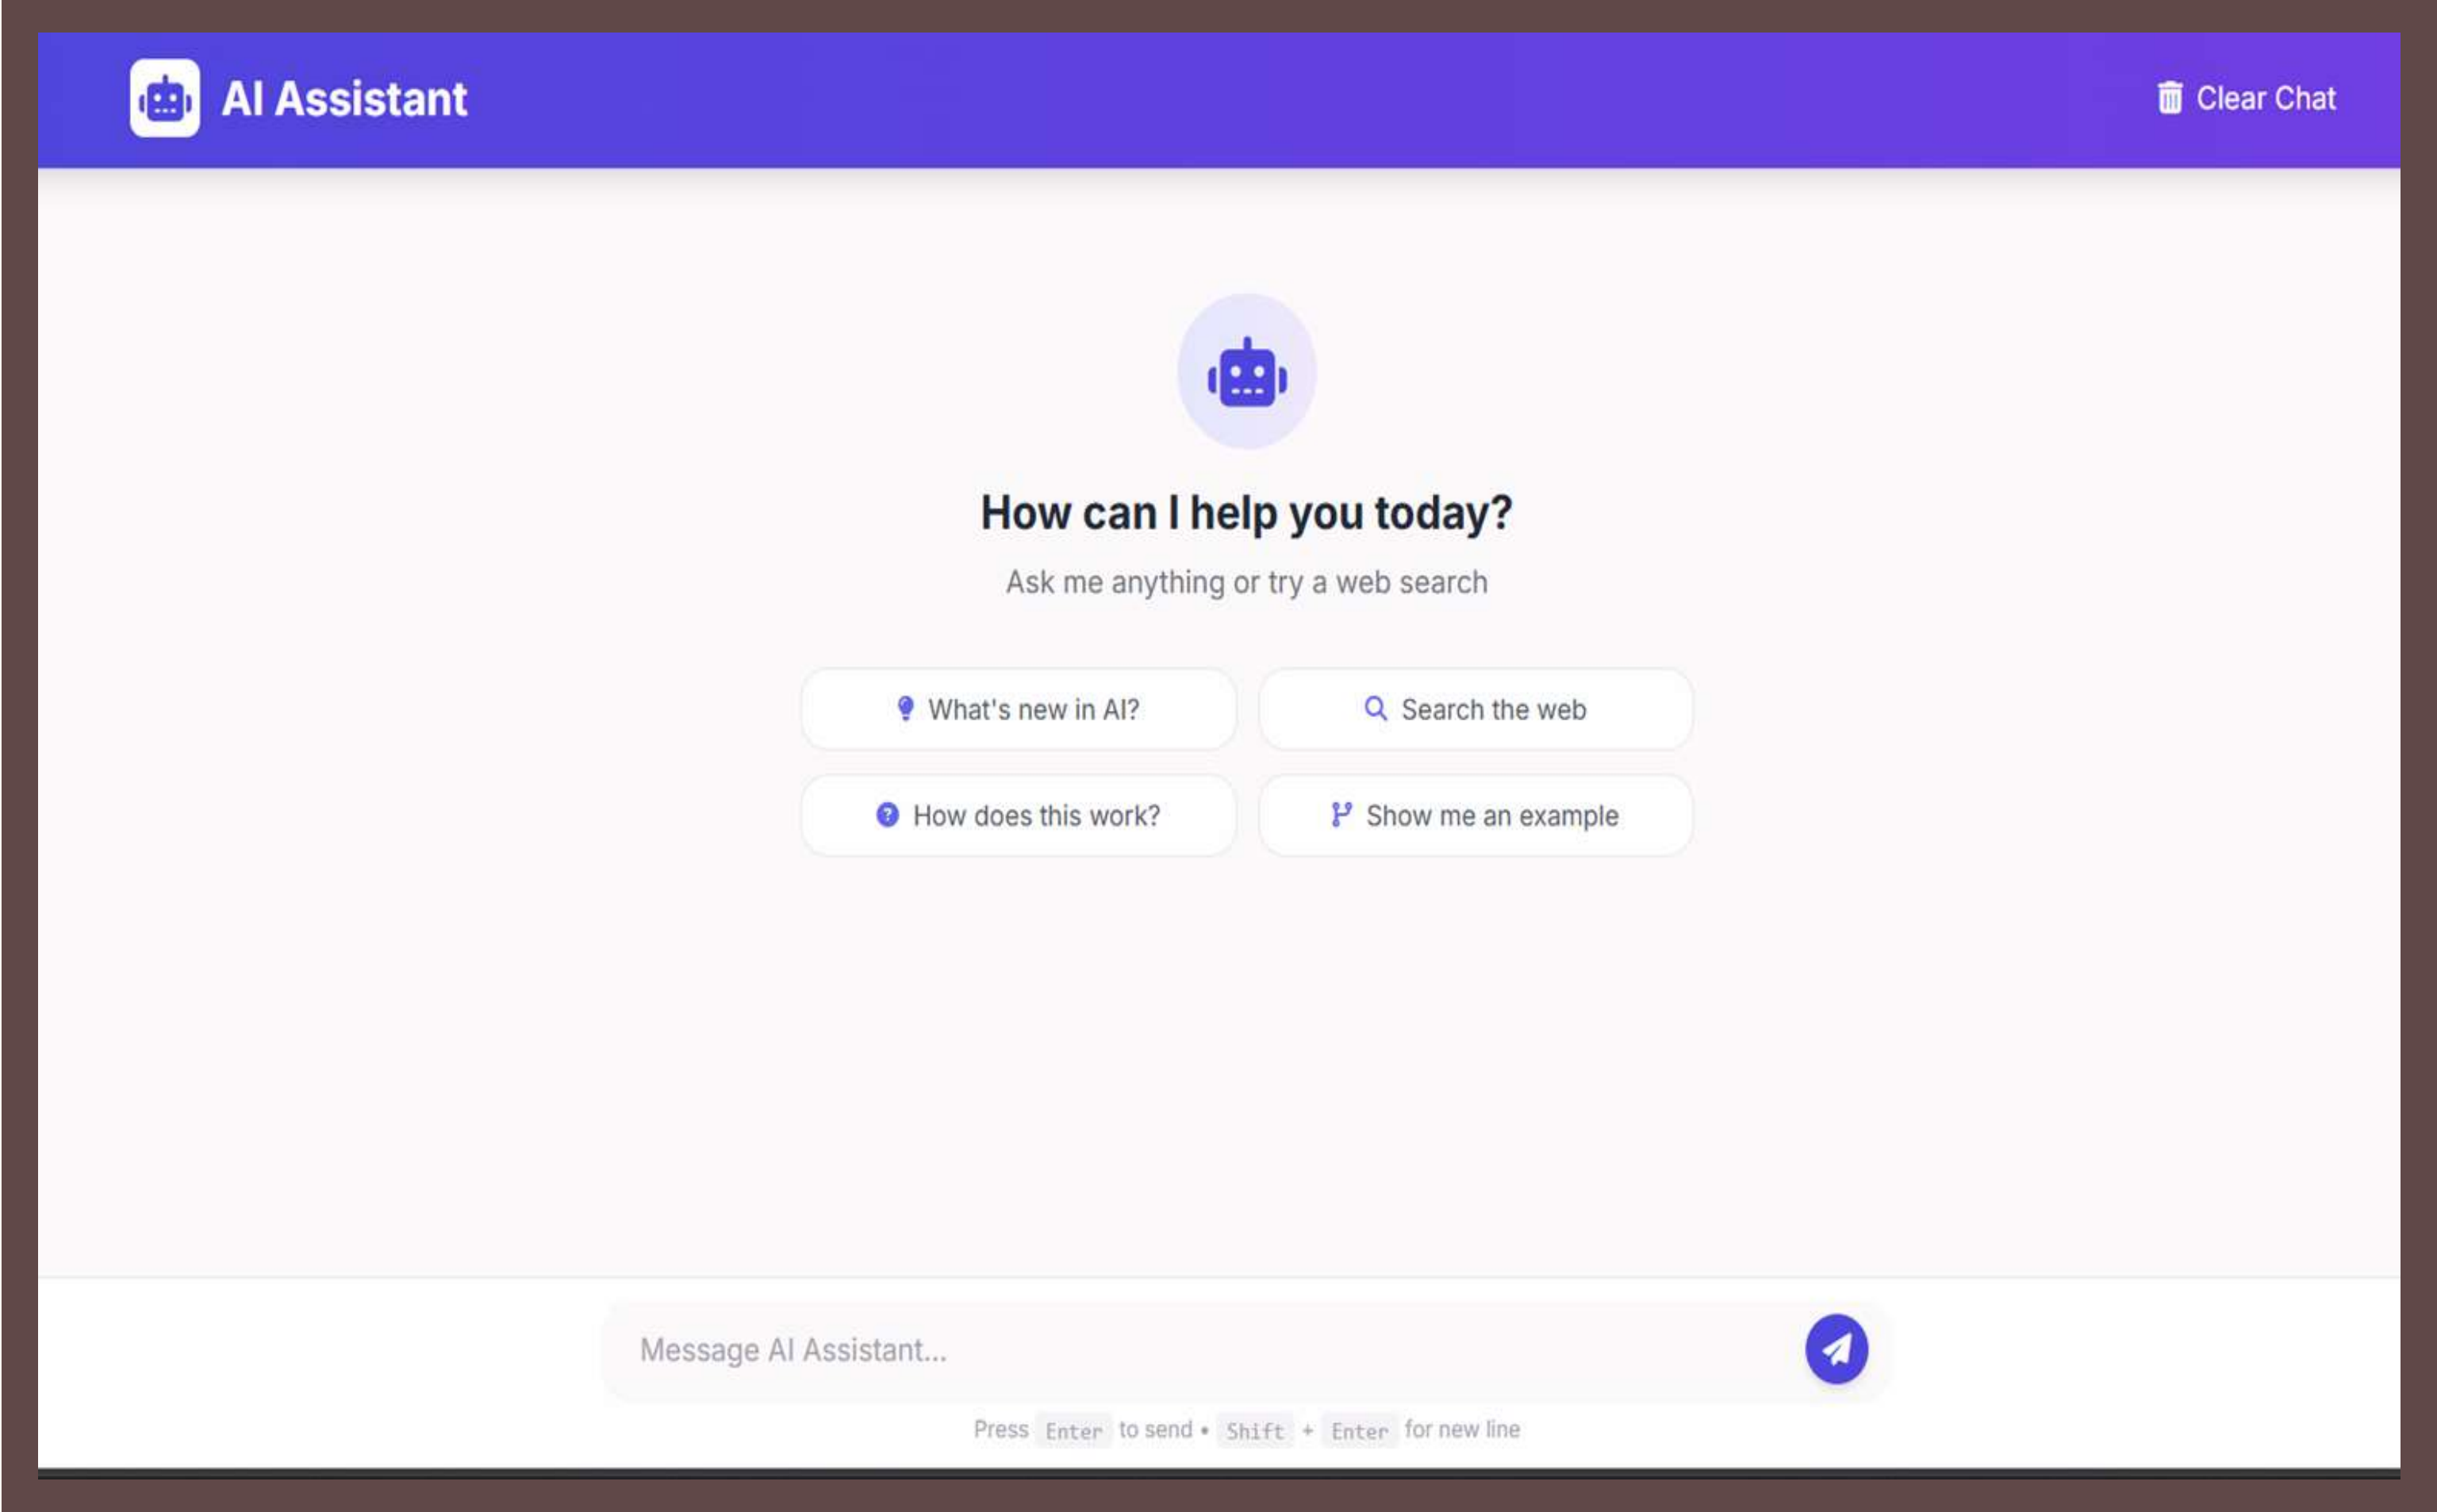 AI Assistant
Clear Chat
How can I help you today?
Ask me anything or try a web search
What's new in AI?
Search the web
How does this work?
Show me an example
Message AI Assistant...
Press Enter to send • Shift + Enter for new line